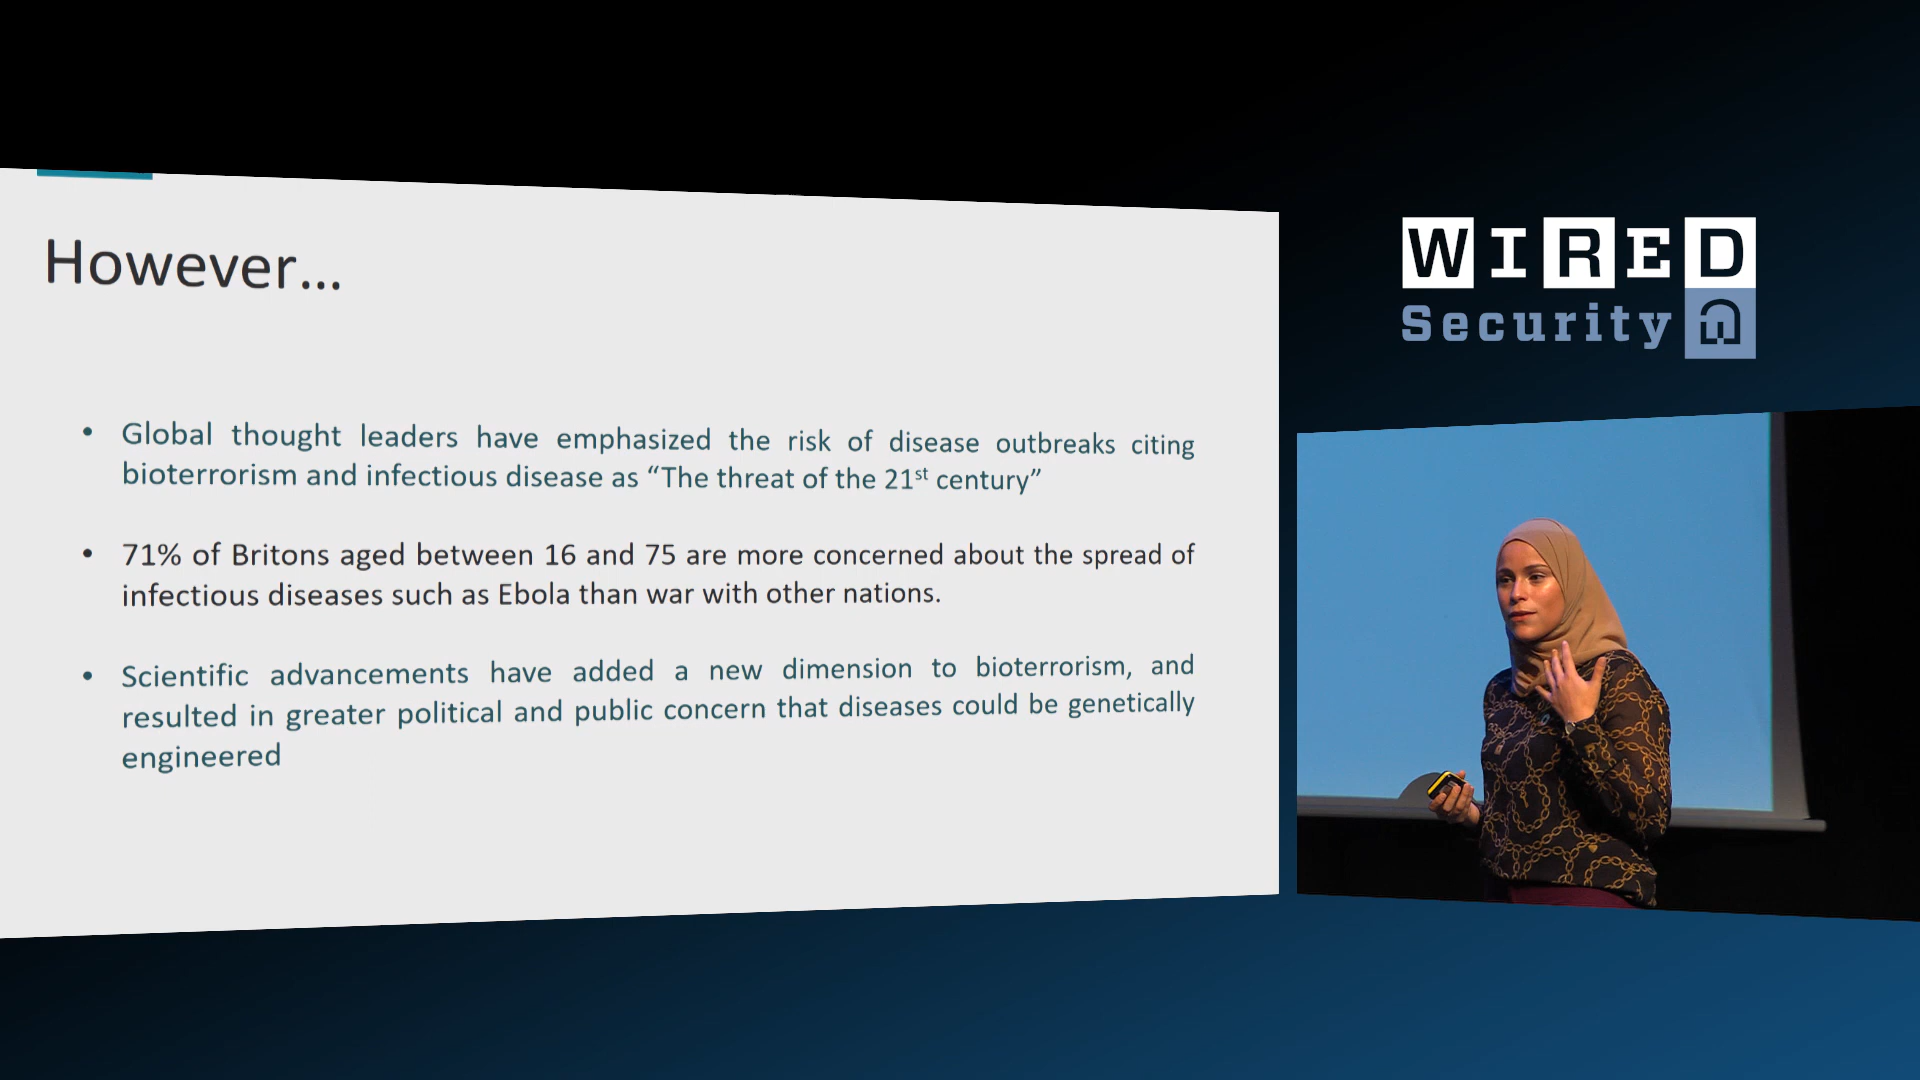 However...
• Global thought leaders have emphasized the risk of disease outbreaks citing
bioterrorism and infectious disease as “The threat of the 21st century”
• 71% of Britons aged between 16 and 75 are more concerned about the spread of
infectious diseases such as Ebola than war with other nations.
• Scientific advancements have added a new dimension to bioterrorism, and
resulted in greater political and public concern that diseases could be genetically
engineered
WIRED
Security